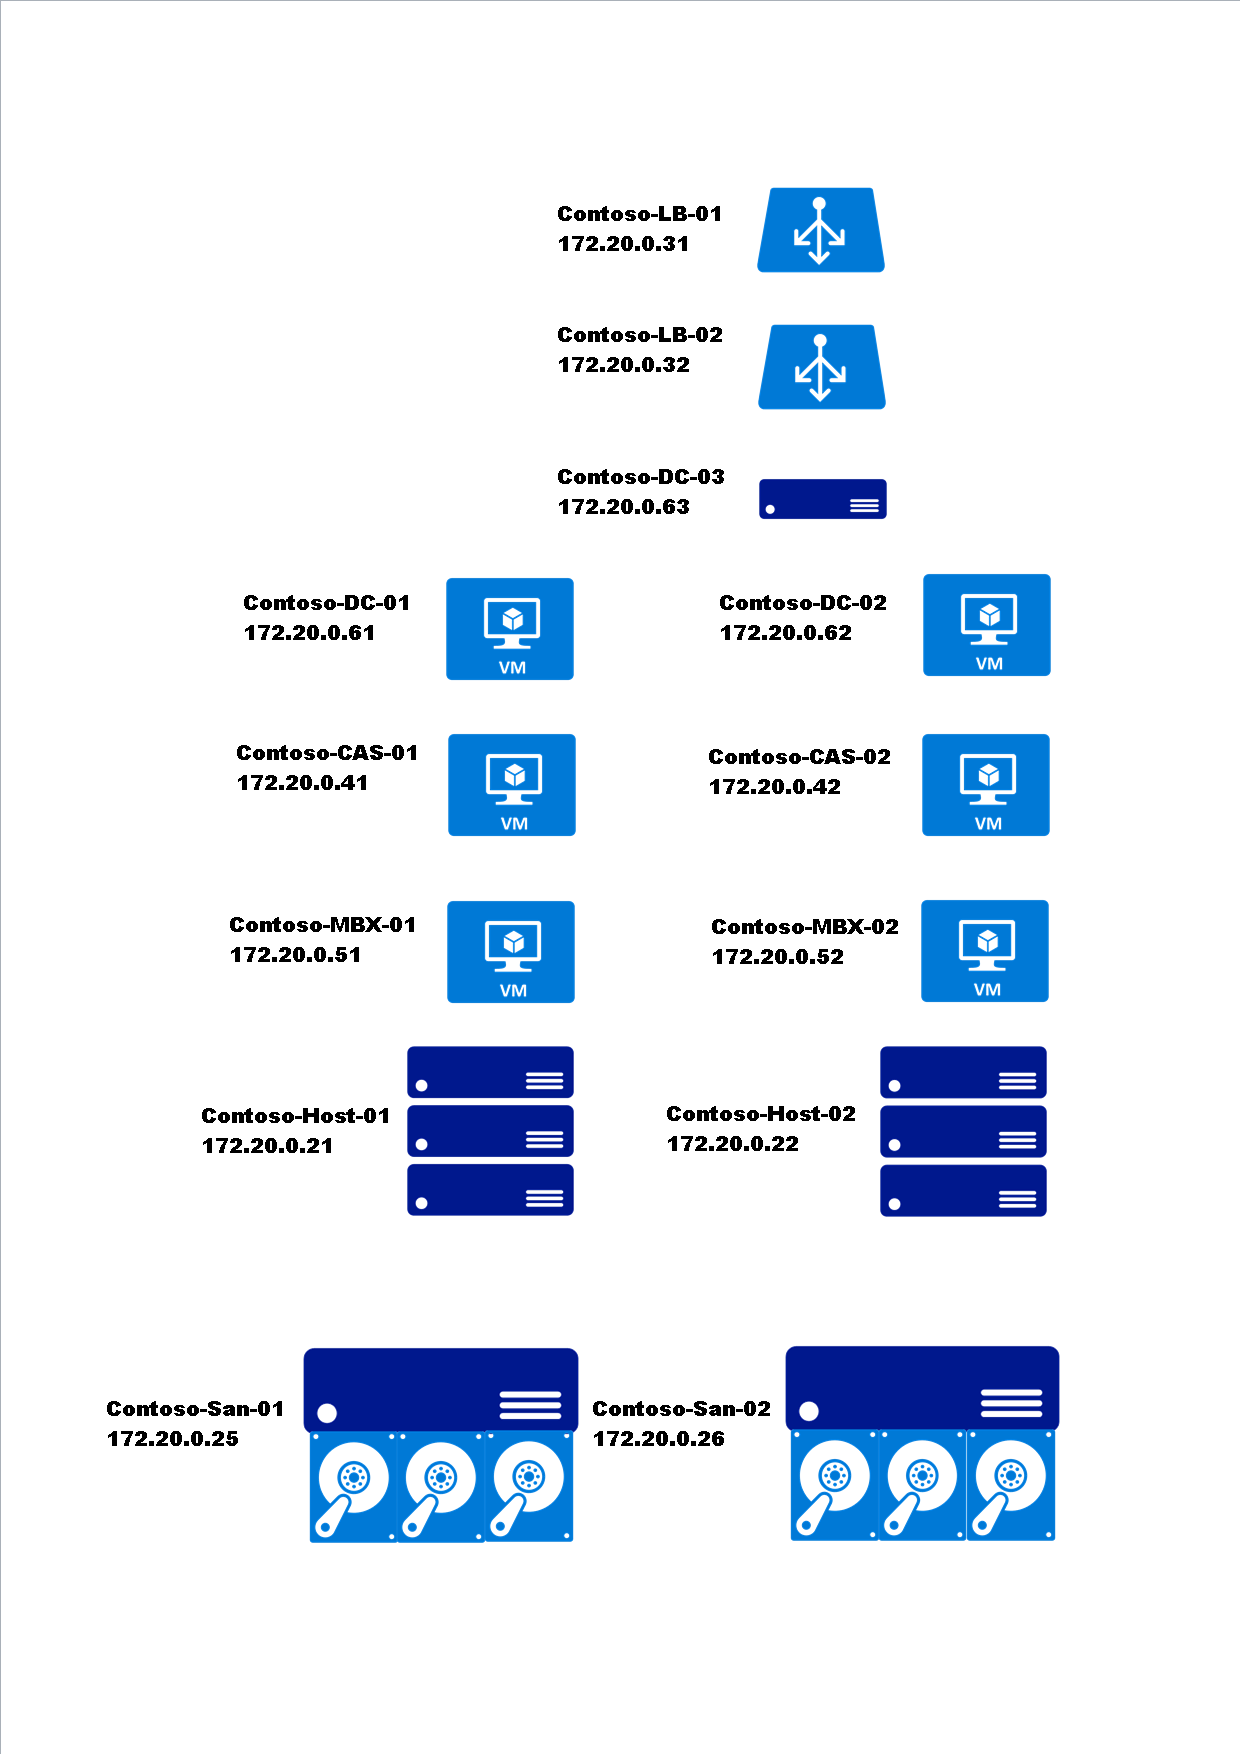 Contoso-LB-01
172.20.0.31
Contoso-LB-02
172.20.0.32
Contoso-DC-03
172.20.0.63
Contoso-DC-01
172.20.0.61
VM
Contoso-DC-02
172.20.0.62
VM
Contoso-CAS-01
172.20.0.41
VM
Contoso-CAS-02
172.20.0.42
VM
Contoso-MBX-01
172.20.0.51
VM
Contoso-MBX-02
172.20.0.52
VM
Contoso-Host-01
172.20.0.21
Contoso-Host-02
172.20.0.22
Contoso-San-01
172.20.0.25
Contoso-San-02
172.20.0.26